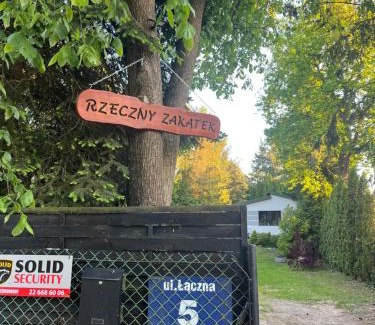 RZECZNY ZAKĄTEK
SOLID
SECURITY
22 668 60 06
ul.Łączna
5